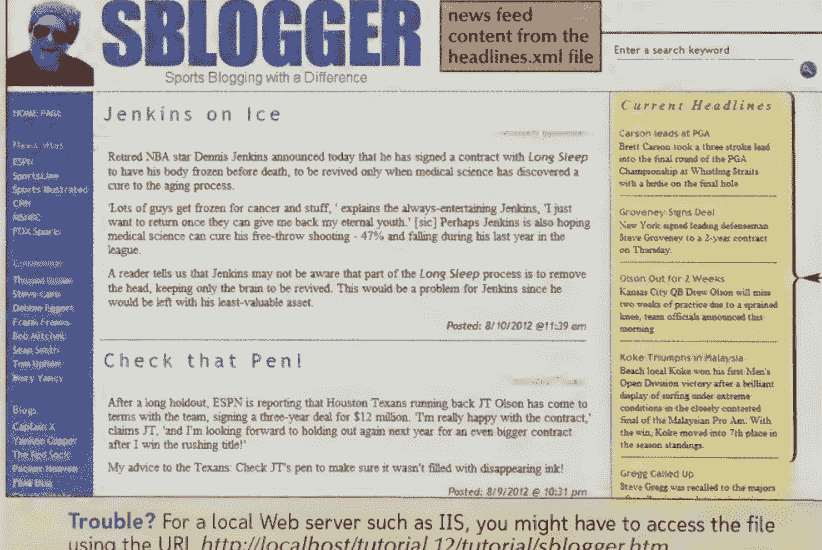 SBLOGGER
Sports Blogging with a Difference
news feed
content from the
headlines.xml file
Enter a search keyword
HOME PAGE
ESPN
SportsLine
Sports Illustrated
CNN
MSNBC
FOX Sports
Jenkins on Ice
Retired NBA star Dennis Jenkins announced today that he has signed a contract with Long Sleep
to have his body frozen before death, to be revived only when medical science has discovered a
cure to the aging process.
'Lots of guys get frozen for cancer and stuff, ' explains the always-entertaining Jenkins, 'I just
want to return once they can give me back my eternal youth.' [sic] Perhaps Jenkins is also hoping
medical science can cure his free-throw shooting - 47% and falling during his last year in the
league.
A reader tells us that Jenkins may not be aware that part of the Long Sleep process is to remove
the head, keeping only the brain to be revived. This would be a problem for Jenkins since he
would be left with his least-valuable asset.
Posted: 8/10/2012 @11:39 am
Check that Pen!
After a long holdout, ESPN is reporting that Houston Texans running back JT Olson has come to
terms with the team, signing a three-year deal for $12 million. 'I'm really happy with the contract,'
claims JT, 'and I'm looking forward to holding out again next year for an even bigger contract
after I win the rushing title!'
My advice to the Texans: Check JT's pen to make sure it wasn't filled with disappearing ink!
Posted: 8/9/2012 @ 10:31 pm
Bob Mitchell
Sean Smith
Blogs
Captain X
The Red Sock
Current Headlines
Carson leads at PGA
Brett Carson took a three stroke lead
into the final round of the PGA
Championship at Whistling Straits
with a birdie on the final hole
Groveney Signs Deal
New York signed leading defenseman
Steve Groveney to a 2-year contract
on Thursday.
Olson Out for 2 Weeks
Kansas City QB Drew Olson will miss
two weeks of practice due to a sprained
knee, team officials announced this
morning
Koke Triumphs in Malaysia
Beach local Koke won his first Men's
Open Division victory after a brilliant
display of surfing under extreme
conditions in the closely contested
final of the Malaysian Pro Am. With
the win, Koke moved into 7th place in
the season standings.
Gregg Called Up
Steve Gregg was recalled to the majors
Trouble? For a local Web server such as IIS, you might have to access the file
using the URL http://localhost/tutorial.12/tutorial/sblogger.htm